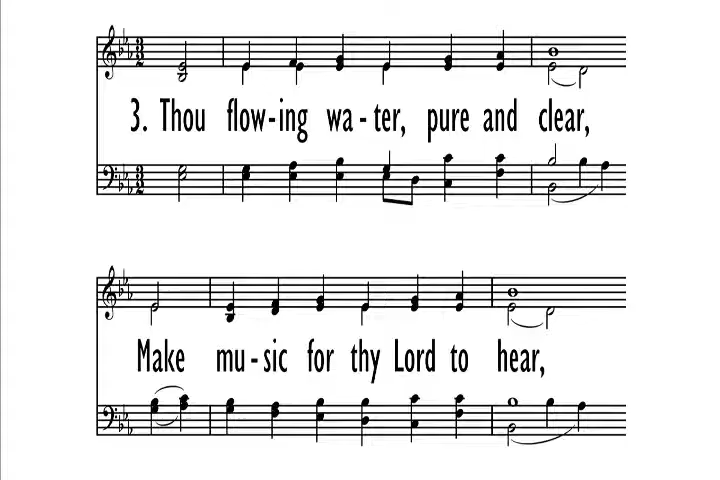 3. Thou flow-ing wa-ter, pure and clear,
Make mu-sic for thy Lord to hear,